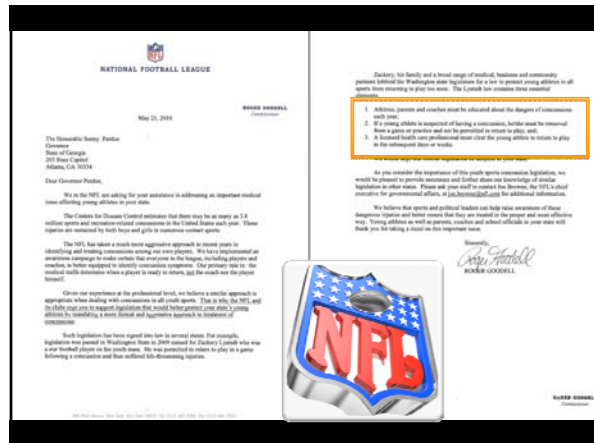 NFL
NATIONAL FOOTBALL LEAGUE
ROGER GOODELL
Commissioner
May 21, 2010
The Honorable Sonny Perdue
Governor
State of Georgia
203 State Capitol
Atlanta, GA 30334
Dear Governor Perdue,
We in the NFL are asking for your assistance in addressing an important medical
issue affecting young athletes in your state.
The Centers for Disease Control estimates that there may be as many as 3.8
million sports and recreation-related concussions in the United States each year. These
injuries are sustained by both boys and girls in numerous contact sports.
The NFL has taken a much more aggressive approach in recent years in
identifying and treating concussions among our own players. We have implemented an
awareness campaign to make certain that everyone in the league, including players and
coaches, is better equipped to identify concussion symptoms. Our primary rule is: the
medical staffs determine when a player is ready to return, not the coach nor the player
himself.
Given our experience at the professional level, we believe a similar approach is
appropriate when dealing with concussions in all youth sports. That is why the NFL and
its clubs urge you to support legislation that would better protect your state's young
athletes by mandating a more formal and aggressive approach to treatment of
concussions.
Such legislation has been signed into law in several states. For example,
legislation was passed in Washington State in 2009 named for Zackery Lystedt who was
a star football player on his youth team. He was permitted to return to play in a game
following a concussion and then suffered life-threatening injuries.
Zackery, his family and a broad range of medical, business and community
partners lobbied the Washington state legislature for a law to protect young athletes in all
sports from returning to play too soon. The Lystedt law contains three essential
1. Athletes, parents and coaches must be educated about the dangers of concussions
each year;
2. If a young athlete is suspected of having a concussion, he/she must be removed
from a game or practice and not be permitted to return to play, and;
3. A licensed health care professional must clear the young athlete to return to play
in the subsequent days or weeks.
As you consider the importance of this youth sports concussion legislation, we
would be pleased to provide assistance and further share our knowledge of similar
legislation in other states. Please ask your staff to contact Joe Browne, the NFL's chief
executive for governmental affairs, at joe.browne@nfl.com for additional information.
We believe that sports and political leaders can help raise awareness of these
dangerous injuries and better ensure that they are treated in the proper and most effective
way. Young athletes as well as parents, coaches and school officials in your state will
thank you for taking a stand on this important issue.
Sincerely,
Roger Goodell
ROGER GOODELL
NFL
ROGER GOODELL
Commissioner